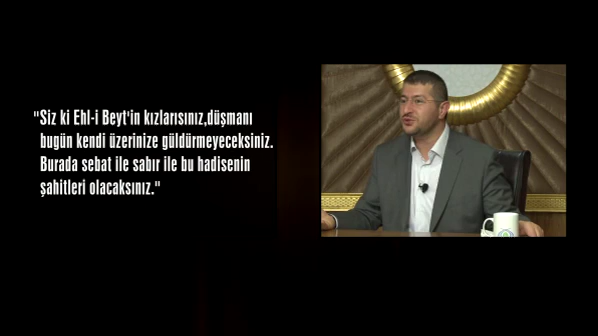 "Siz ki Ehl-i Beyt'in kızlarısınız,düşmanı
bugün kendi üzerinize güldürmeyeceksiniz.
Burada sebat ile sabır ile bu hadisenin
şahitleri olacaksınız."